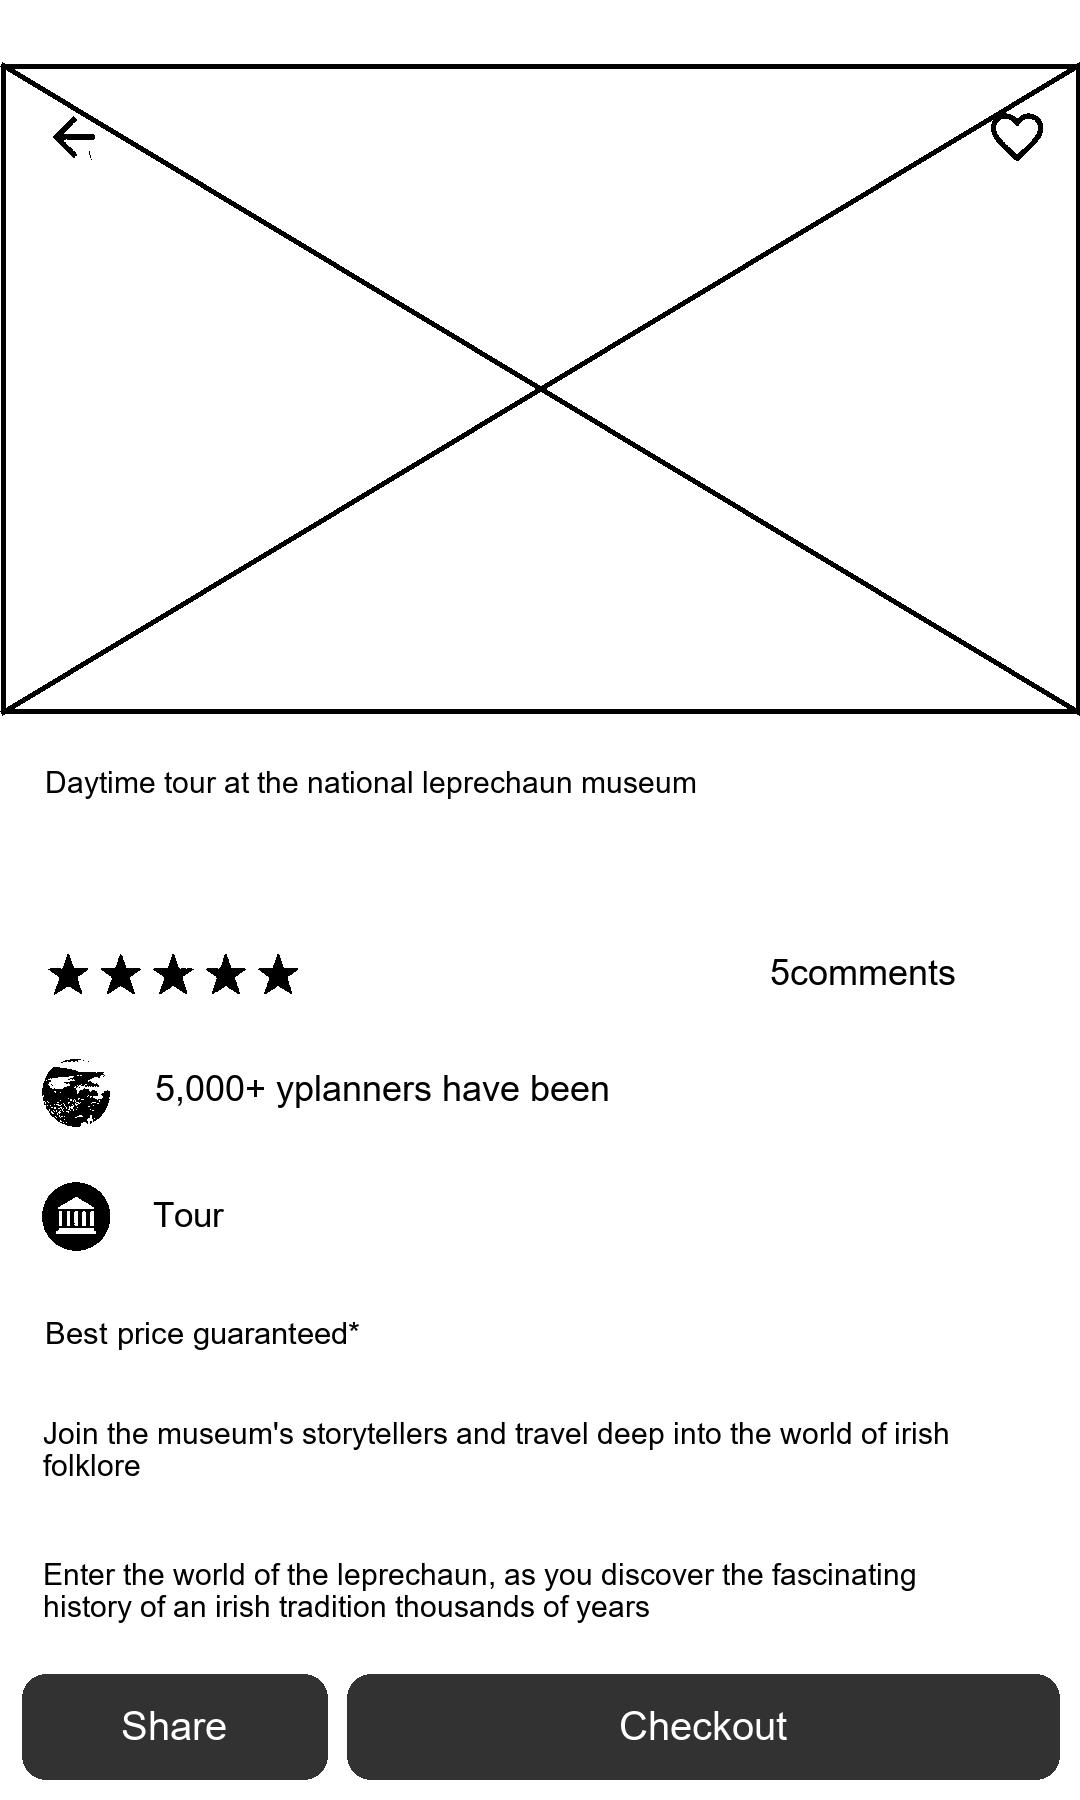 Daytime tour at the national leprechaun museum
5comments
5,000+ yplanners have been
Tour
Best price guaranteed*
Join the museum's storytellers and travel deep into the world of irish
folklore
Enter the world of the leprechaun, as you discover the fascinating
history of an irish tradition thousands of years
Share
Checkout